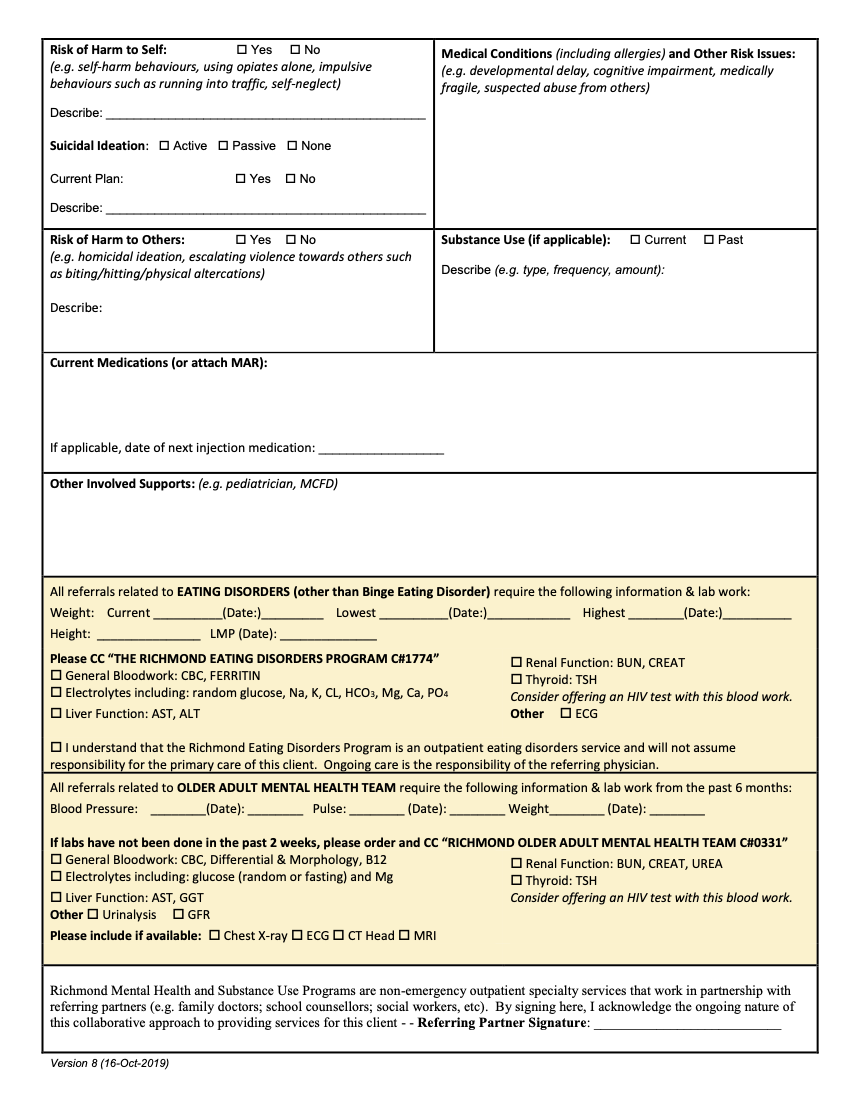 Risk of Harm to Self: ☐ Yes ☐ No
(e.g. self-harm behaviours, using opiates alone, impulsive
behaviours such as running into traffic, self-neglect)
Describe: ______________________________________________
Suicidal Ideation: ☐ Active ☐ Passive ☐ None
Current Plan: ☐ Yes ☐ No
Describe: ______________________________________________
Medical Conditions (including allergies) and Other Risk Issues:
(e.g. developmental delay, cognitive impairment, medically
fragile, suspected abuse from others)
Risk of Harm to Others: ☐ Yes ☐ No
(e.g. homicidal ideation, escalating violence towards others such
as biting/hitting/physical altercations)
Describe:
Substance Use (if applicable): ☐ Current ☐ Past
Describe (e.g. type, frequency, amount):
Current Medications (or attach MAR):
If applicable, date of next injection medication: __________________
Other Involved Supports: (e.g. pediatrician, MCFD)
All referrals related to EATING DISORDERS (other than Binge Eating Disorder) require the following information & lab work:
Weight: Current __________(Date:)_________ Lowest __________(Date:)____________ Highest ________(Date:)__________
Height: _______________ LMP (Date): ______________
Please CC “THE RICHMOND EATING DISORDERS PROGRAM C#1774”
☐ General Bloodwork: CBC, FERRITIN
☐ Electrolytes including: random glucose, Na, K, CL, HCO₃, Mg, Ca, PO₄
☐ Liver Function: AST, ALT
☐ Renal Function: BUN, CREAT
☐ Thyroid: TSH
Consider offering an HIV test with this blood work.
Other ☐ ECG
☐ I understand that the Richmond Eating Disorders Program is an outpatient eating disorders service and will not assume
responsibility for the primary care of this client. Ongoing care is the responsibility of the referring physician.
All referrals related to OLDER ADULT MENTAL HEALTH TEAM require the following information & lab work from the past 6 months:
Blood Pressure: ________(Date): ________ Pulse: ________ (Date): ________ Weight________ (Date): ________
If labs have not been done in the past 2 weeks, please order and CC “RICHMOND OLDER ADULT MENTAL HEALTH TEAM C#0331”
☐ General Bloodwork: CBC, Differential & Morphology, B12
☐ Electrolytes including: glucose (random or fasting) and Mg
☐ Liver Function: AST, GGT
Other ☐ Urinalysis ☐ GFR
☐ Renal Function: BUN, CREAT, UREA
☐ Thyroid: TSH
Consider offering an HIV test with this blood work.
Please include if available: ☐ Chest X-ray ☐ ECG ☐ CT Head ☐ MRI
Richmond Mental Health and Substance Use Programs are non-emergency outpatient specialty services that work in partnership with
referring partners (e.g. family doctors; school counsellors; social workers, etc). By signing here, I acknowledge the ongoing nature of
this collaborative approach to providing services for this client - - Referring Partner Signature: ___________________________
Version 8 (16-Oct-2019)